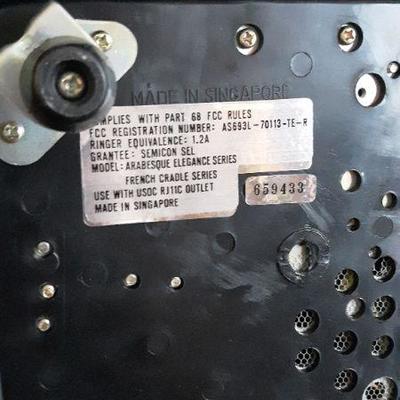 MADE IN SINGAPORE
COMPLIES WITH PART 68 FCC RULES
FCC REGISTRATION NUMBER: AS693L-70113-TE-R
RINGER EQUIVALENCE: 1.2A
GRANTEE: SEMICON SEL
MODEL: ARABESQUE ELEGANCE SERIES
FRENCH CRADLE SERIES
USE WITH USOC RJ11C OUTLET
MADE IN SINGAPORE
659433